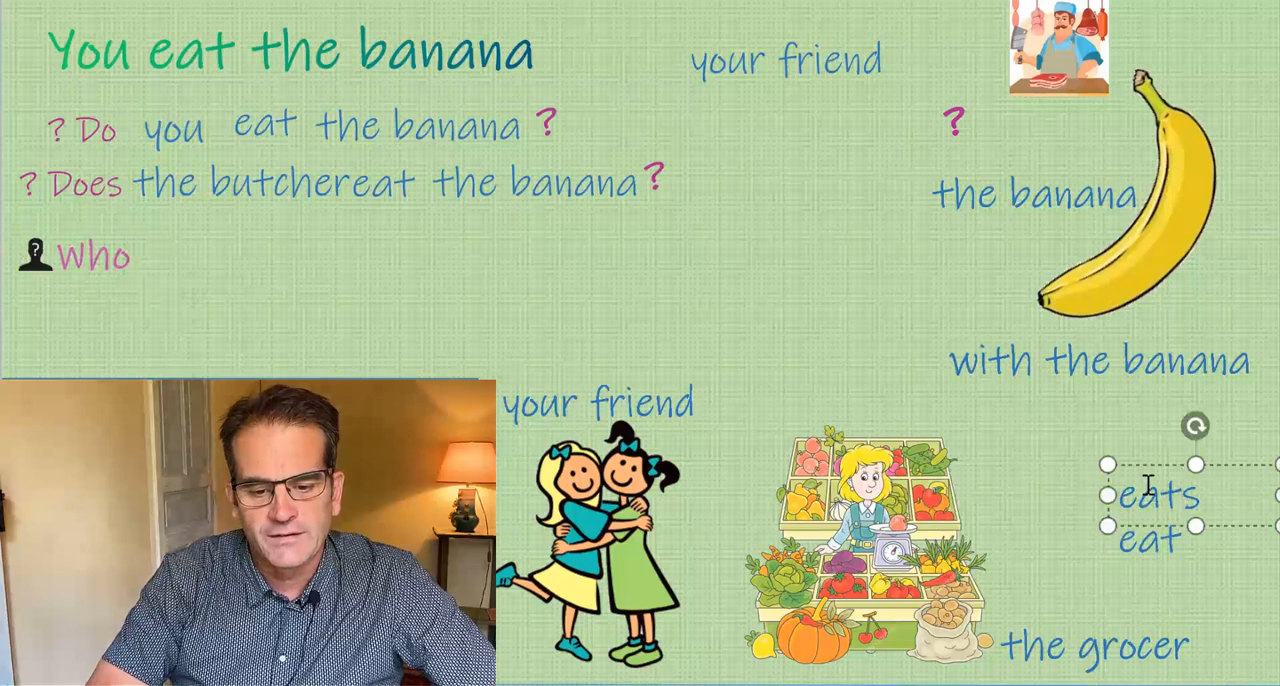 You eat the banana
your friend
? Do you eat the banana ?
?
? Does the butchereat the banana ?
the banana
? Who
with the banana
your friend
eats
eat
the grocer